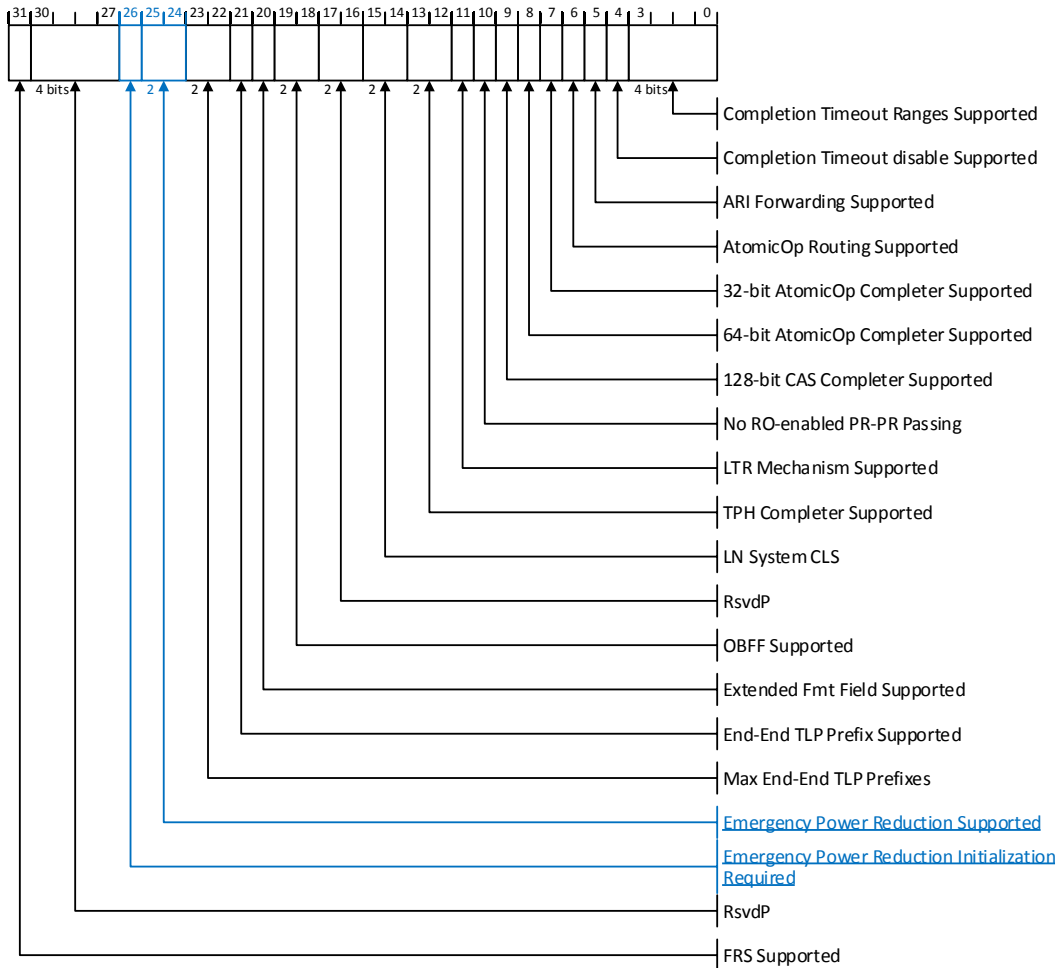 31 30 27 26 25 24 23 22 21 20 19 18 17 16 15 14 13 12 11 10 9 8 7 6 5 4 3 0
4 bits 2 2 2 2 2 2 4 bits
Completion Timeout Ranges Supported
Completion Timeout disable Supported
ARI Forwarding Supported
AtomicOp Routing Supported
32-bit AtomicOp Completer Supported
64-bit AtomicOp Completer Supported
128-bit CAS Completer Supported
No RO-enabled PR-PR Passing
LTR Mechanism Supported
TPH Completer Supported
LN System CLS
RsvdP
OBFF Supported
Extended Fmt Field Supported
End-End TLP Prefix Supported
Max End-End TLP Prefixes
Emergency Power Reduction Supported
Emergency Power Reduction Initialization
Required
RsvdP
FRS Supported